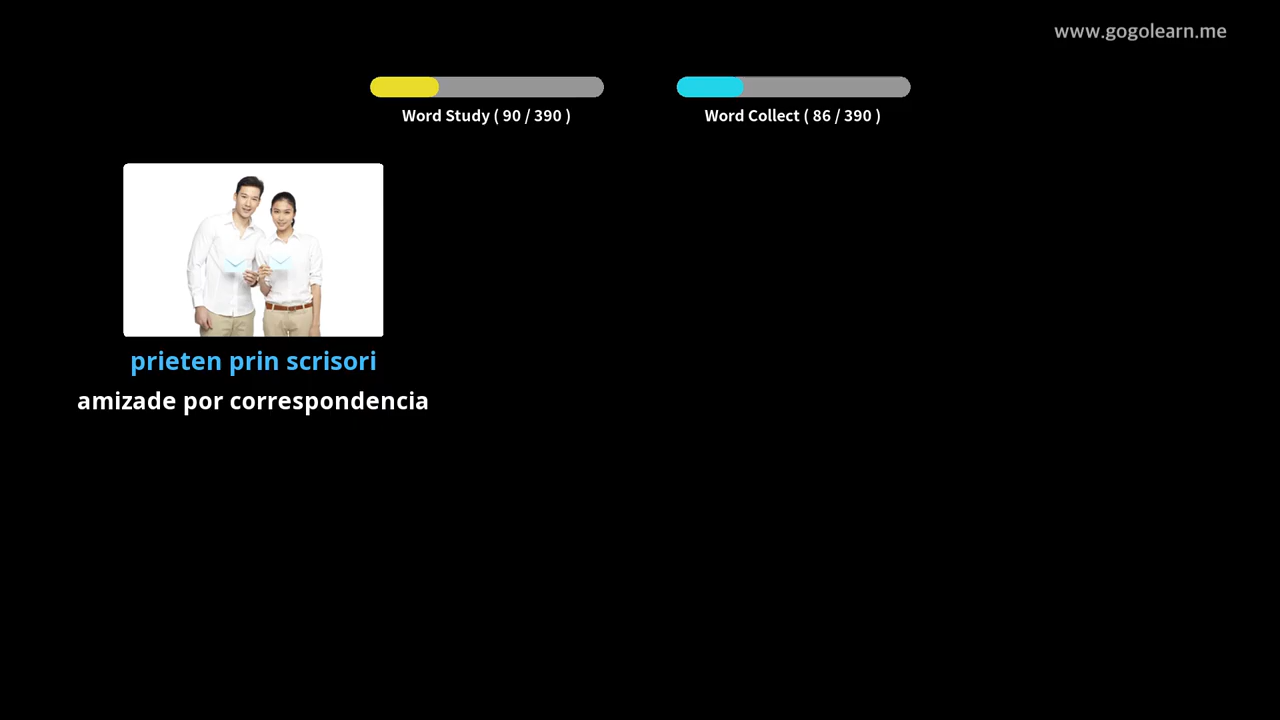 www.gogolearn.me
Word Study ( 90 / 390 )
Word Collect ( 86 / 390 )
prieten prin scrisori
amizade por correspondencia